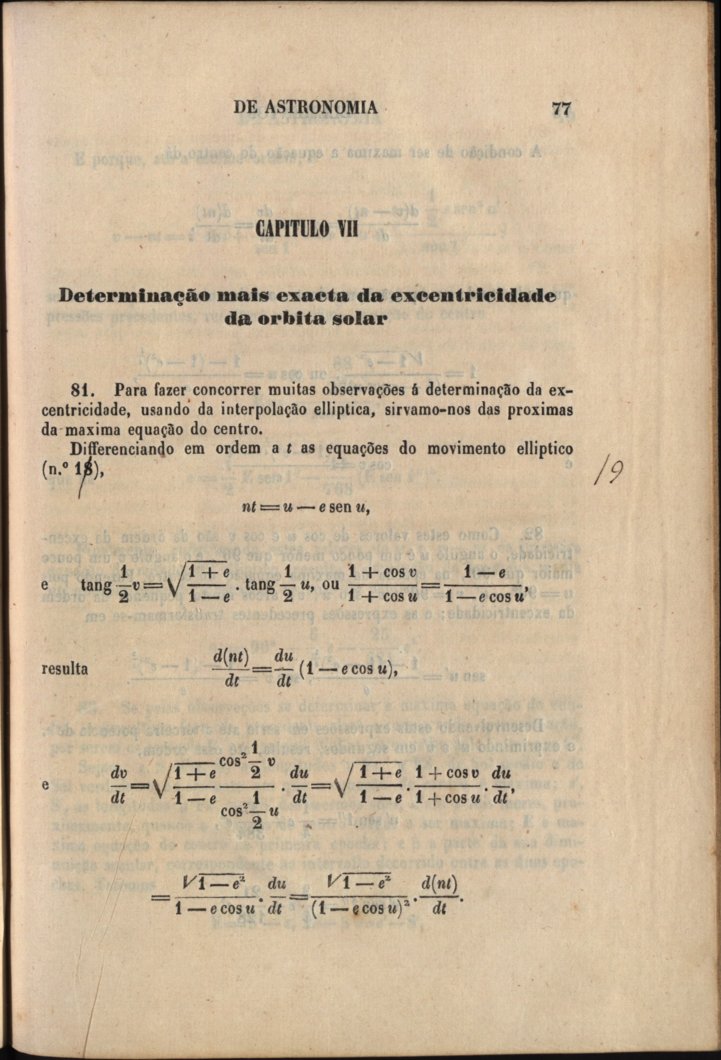 DE ASTRONOMIA 77
CAPITULO VII
Determinação mais exacta da excentricidade
da orbita solar
81. Para fazer concorrer muitas observações á determinação da ex-
centricidade, usando da interpolação elliptica, sirvamo-nos das proximas
da maxima equação do centro.
Differenciando em ordem a t as equações do movimento elliptico
(n.º 18), 19
nt = u — e sen u,
e tang 1/2 v = √((1 + e)/(1 — e)) . tang 1/2 u, ou (1 + cos v)/(1 + cos u) = (1 — e)/(1 — e cos u),
resulta d(nt)/dt = du/dt (1 — e cos u),
e dv/dt = √((1 + e)/(1 — e)) (cos² 1/2 v)/(cos² 1/2 u) . du/dt = √((1 + e)/(1 — e)) . (1 + cos v)/(1 + cos u) . du/dt,
= √(1 — e²)/(1 — e cos u) . du/dt = √(1 — e²)/(1 — e cos u)² . d(nt)/dt.